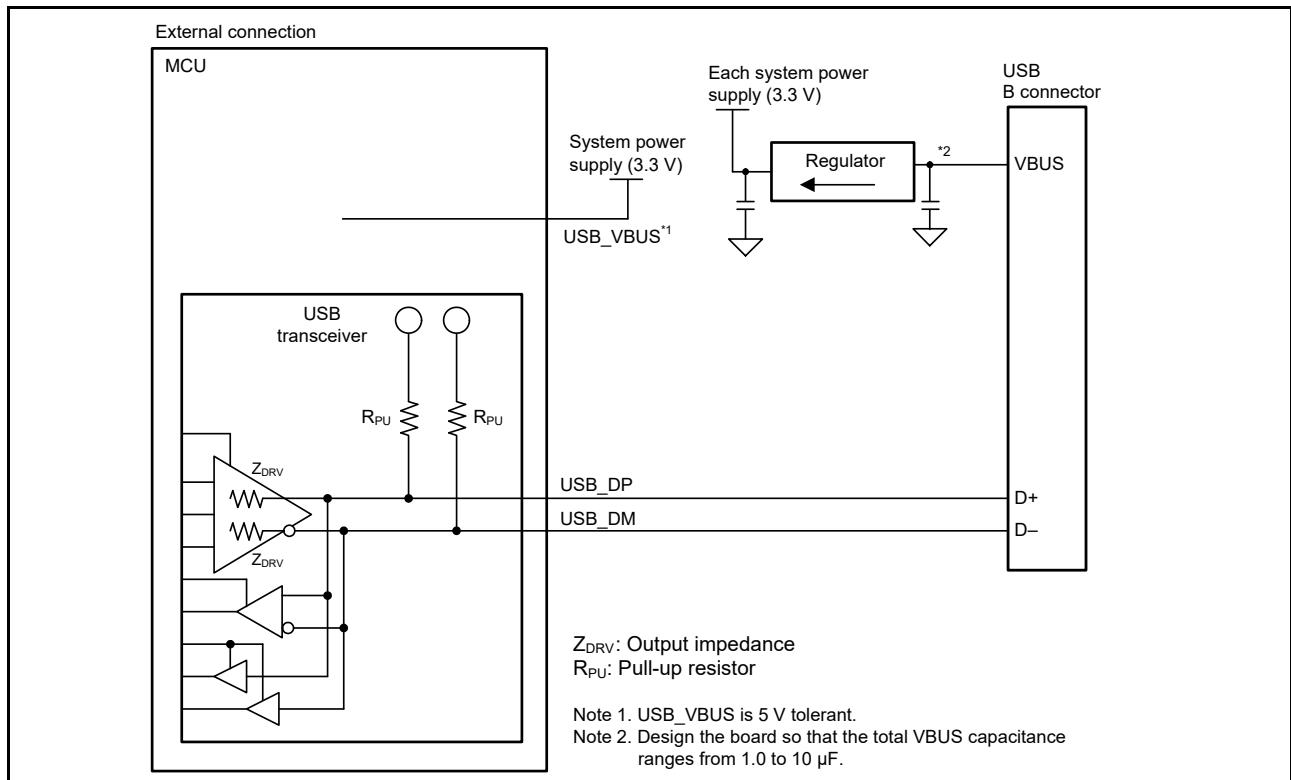 External connection
MCU
Each system power
supply (3.3 V)
USB
B connector
System power
supply (3.3 V)
Regulator
*2
VBUS
USB_VBUS*1
USB
transceiver
RPU
RPU
ZDRV
USB_DP
D+
USB_DM
D–
ZDRV
ZDRV: Output impedance
RPU: Pull-up resistor
Note 1. USB_VBUS is 5 V tolerant.
Note 2. Design the board so that the total VBUS capacitance
ranges from 1.0 to 10 µF.